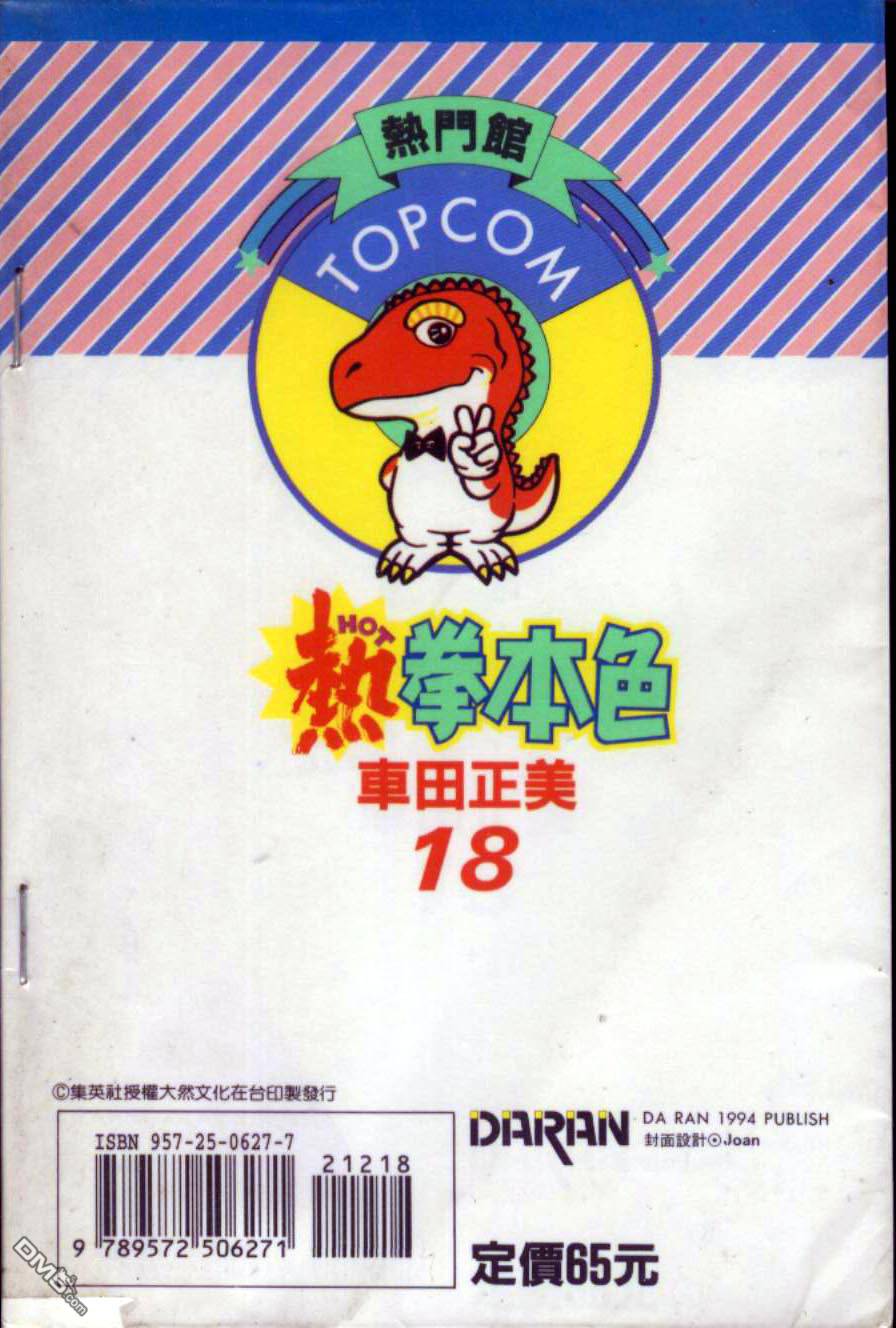 熱門館
TOPCOM
HOT
熱拳本色
車田正美
18
©集英社授權大然文化在台印製發行
ISBN 957-25-0627-7
21218
9 789572 506271
DARAN
DA RAN 1994 PUBLISH
封面設計⊙Joan
定價65元
DM5.com